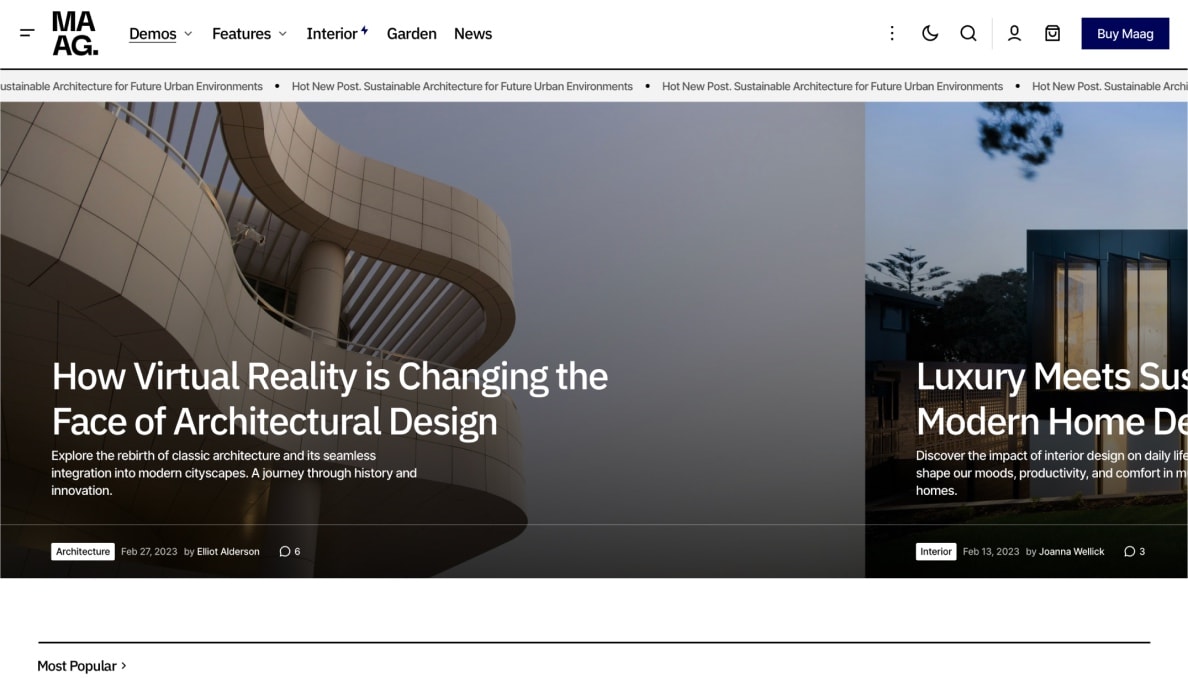 MA
AG.
Demos
Features
Interior
Garden
News
Buy Maag
ustainable Architecture for Future Urban Environments • Hot New Post. Sustainable Architecture for Future Urban Environments • Hot New Post. Sustainable Architecture for Future Urban Environments • Hot New Post. Sustainable Archi
How Virtual Reality is Changing the
Face of Architectural Design
Explore the rebirth of classic architecture and its seamless
integration into modern cityscapes. A journey through history and
innovation.
Architecture Feb 27, 2023 by Elliot Alderson 6
Luxury Meets Sus
Modern Home De
Discover the impact of interior design on daily life
shape our moods, productivity, and comfort in m
homes.
Interior Feb 13, 2023 by Joanna Wellick 3
Most Popular ›